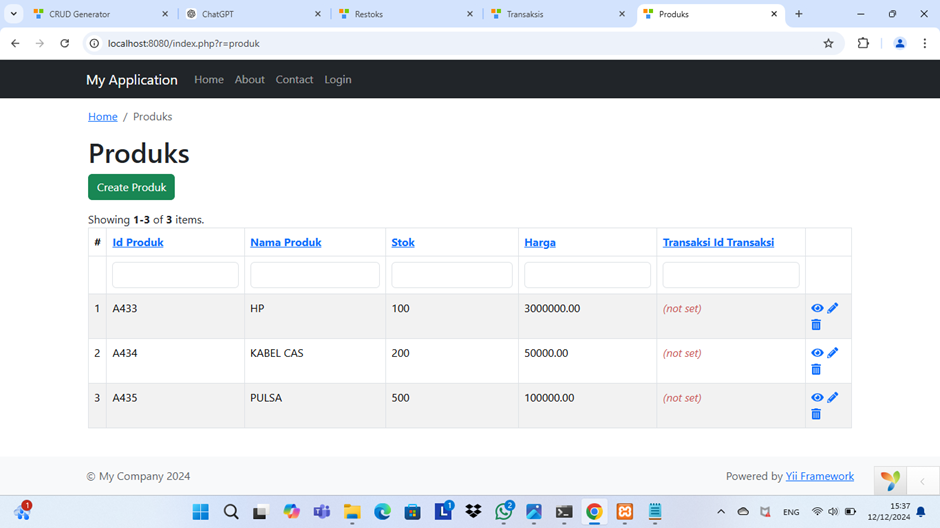 CRUD Generator
ChatGPT
Restoks
Transaksis
Produks
localhost:8080/index.php?r=produk
My Application Home About Contact Login
Home / Produks
Produks
Create Produk
Showing 1-3 of 3 items.
# Id Produk Nama Produk Stok Harga Transaksi Id Transaksi
1 A433 HP 100 3000000.00 (not set)
2 A434 KABEL CAS 200 50000.00 (not set)
3 A435 PULSA 500 100000.00 (not set)
© My Company 2024 Powered by Yii Framework
1
1
2
ENG
15:37
12/12/2024